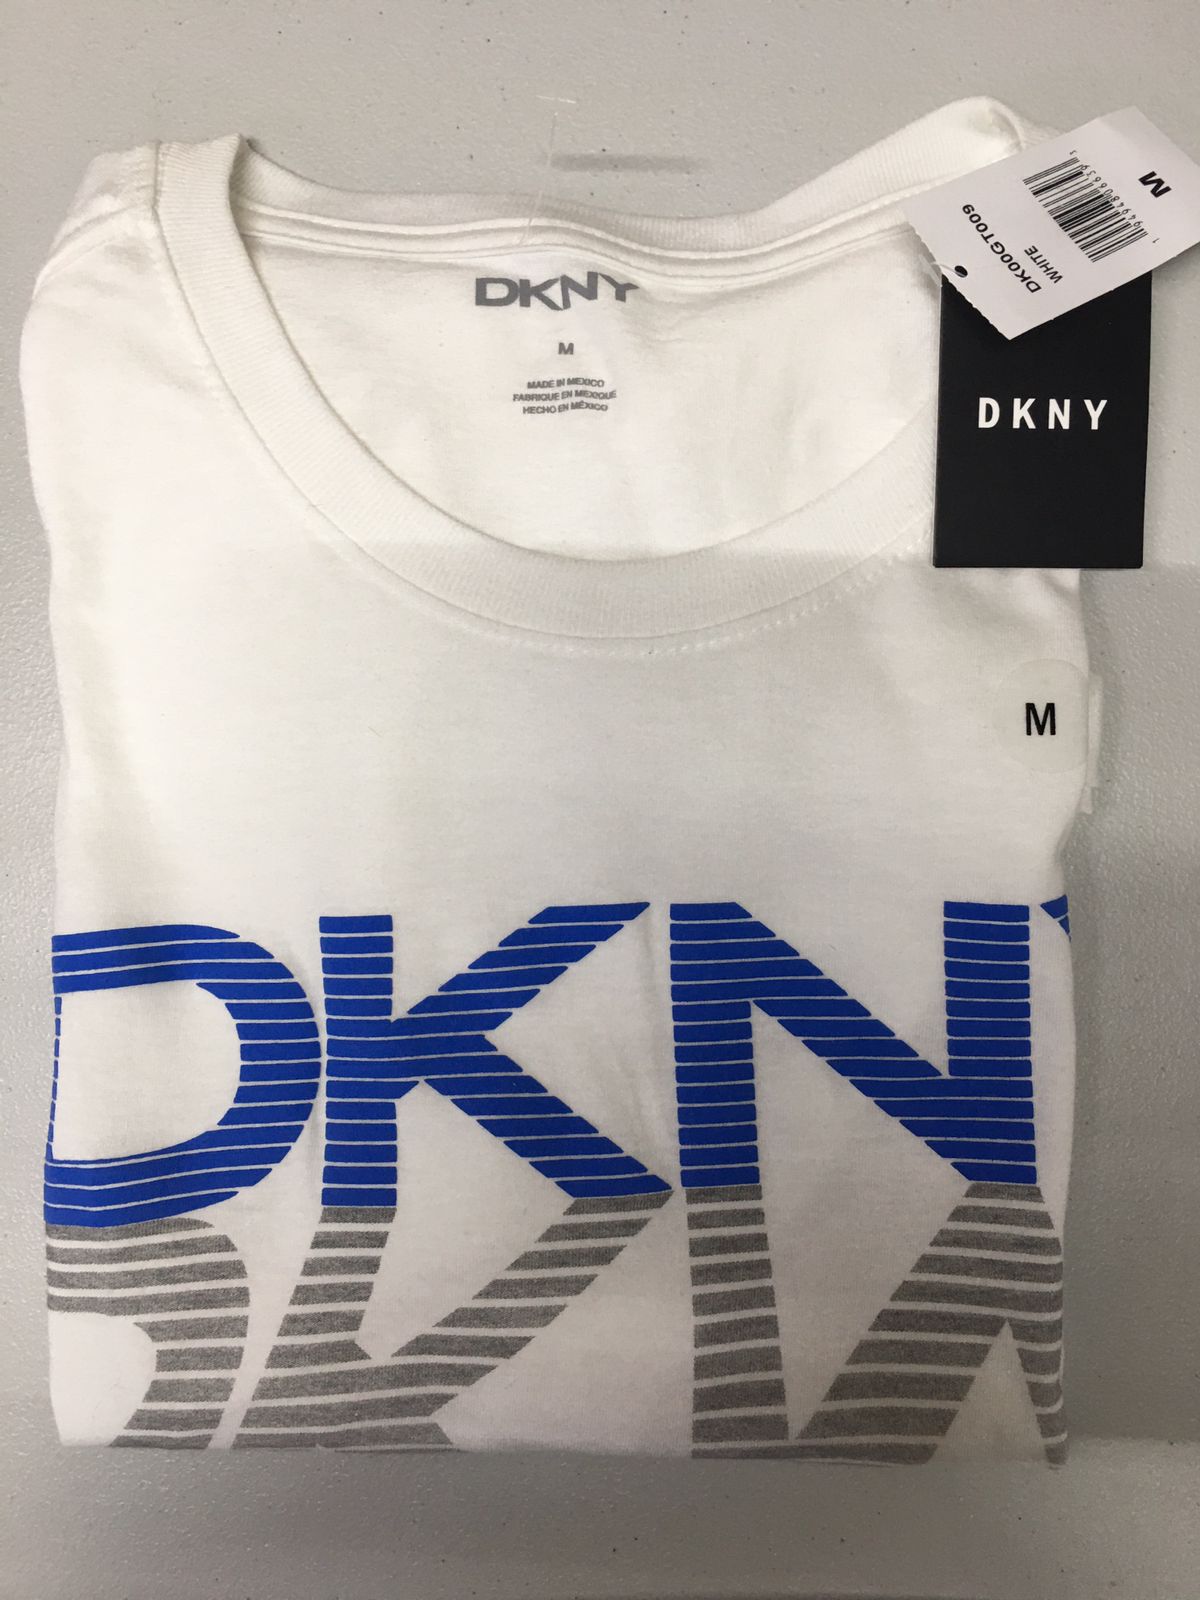 DKNY
M
MADE IN MEXICO
FABRIQUE EN MEXIQUE
HECHO EN MÉXICO
M
DK00GT009
WHITE
DKNY
M
DKNY